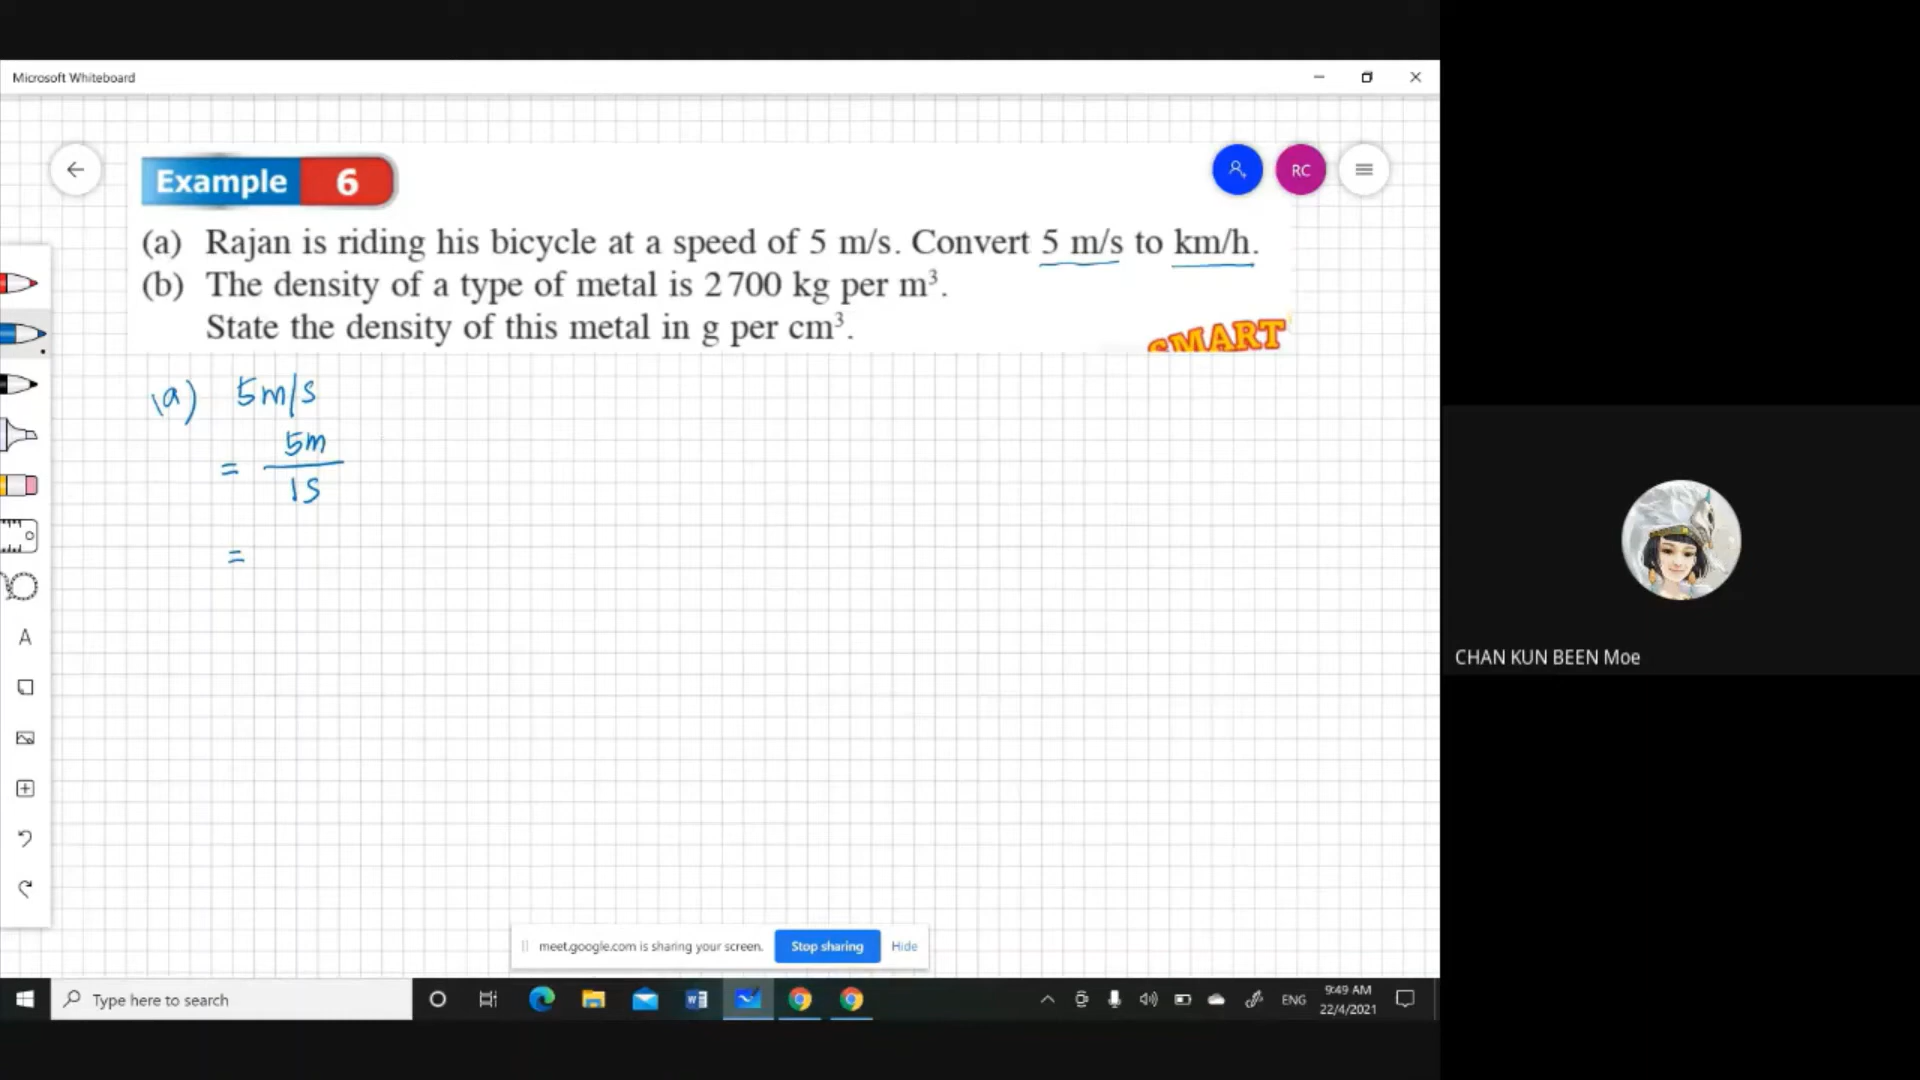 Microsoft Whiteboard
Example 6
RC
(a) Rajan is riding his bicycle at a speed of 5 m/s. Convert 5 m/s to km/h.
(b) The density of a type of metal is 2 700 kg per m³.
State the density of this metal in g per cm³.
SMART
(a) 5m/s
= 5m
1s
=
A
CHAN KUN BEEN Moe
meet.google.com is sharing your screen. Stop sharing Hide
Type here to search
ENG
9:49 AM
22/4/2021